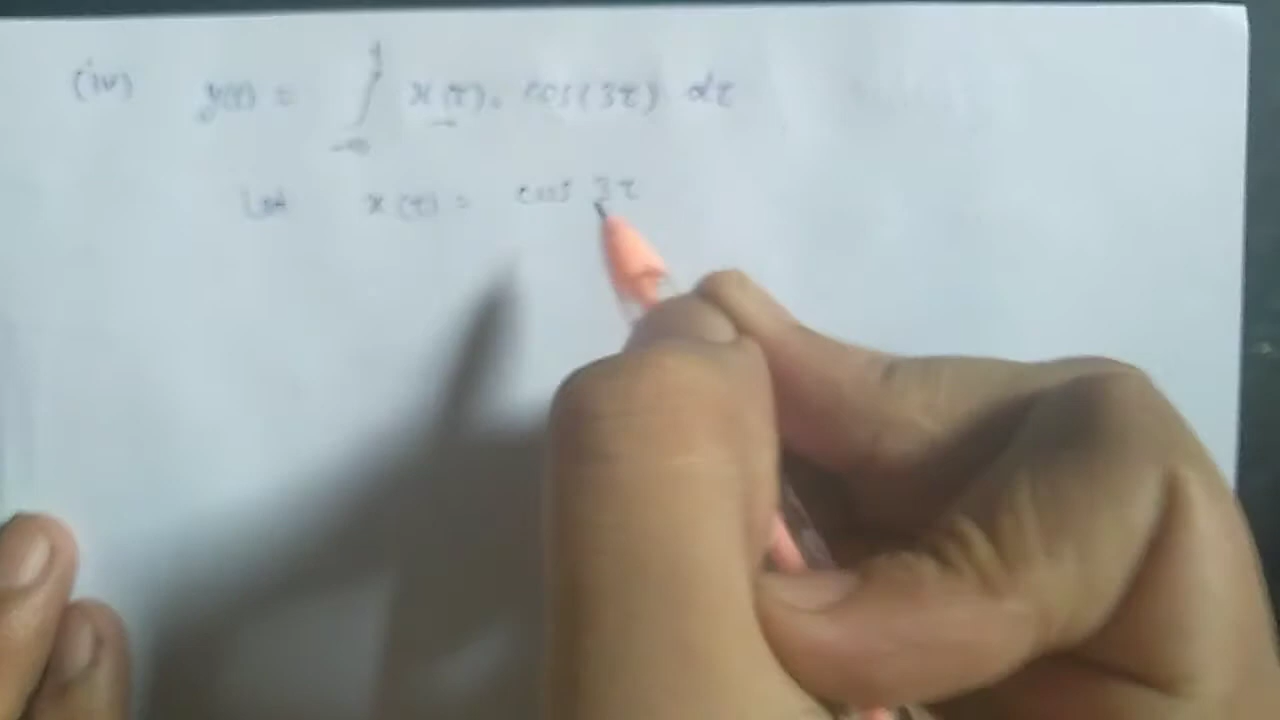 (iv) y(t) = ∫_{-∞}^{t} x(τ). cos(3τ) dτ
Let x(τ) = cos 3τ